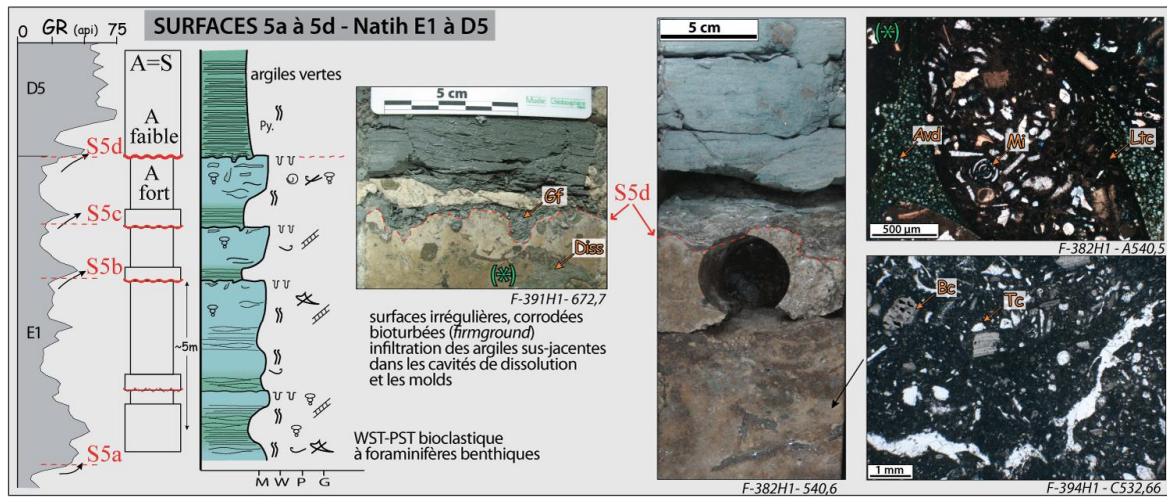 SURFACES 5a à 5d - Natih E1 à D5
0 GR (api) 75
D5
E1
S5d
S5c
S5b
S5a
A=S
A
faible
A
fort
~5m
argiles vertes
Py.
M W P G
5 cm
Gf
Diss
(*)
F-391H1- 672,7
surfaces irrégulières, corrodées
bioturbées (firmground)
infiltration des argiles sus-jacentes
dans les cavités de dissolution
et les molds
WST-PST bioclastique
à foraminifères benthiques
S5d
5 cm
F-382H1- 540,6
(*)
Avd
Mi
Ltc
500 µm
F-382H1 - A540,5
Bc
Tc
1 mm
F-394H1 - C532,66